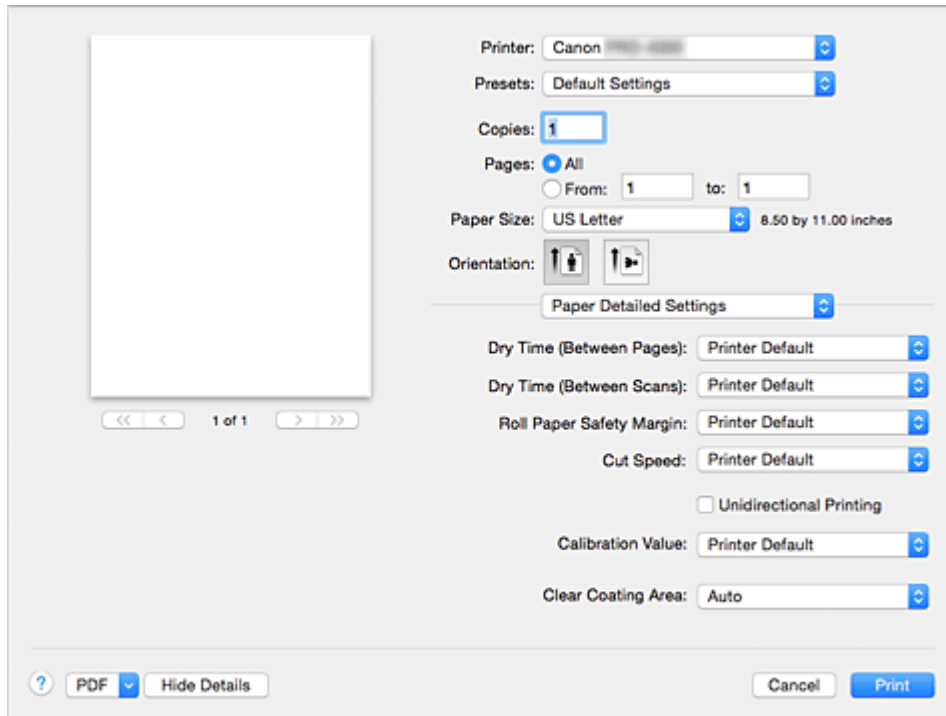 Printer: Canon
Presets: Default Settings
Copies: 1
Pages: All
From: 1 to: 1
Paper Size: US Letter 8.50 by 11.00 inches
Orientation:
Paper Detailed Settings
Dry Time (Between Pages): Printer Default
Dry Time (Between Scans): Printer Default
<< < 1 of 1 > >>
Roll Paper Safety Margin: Printer Default
Cut Speed: Printer Default
Unidirectional Printing
Calibration Value: Printer Default
Clear Coating Area: Auto
? PDF Hide Details Cancel Print